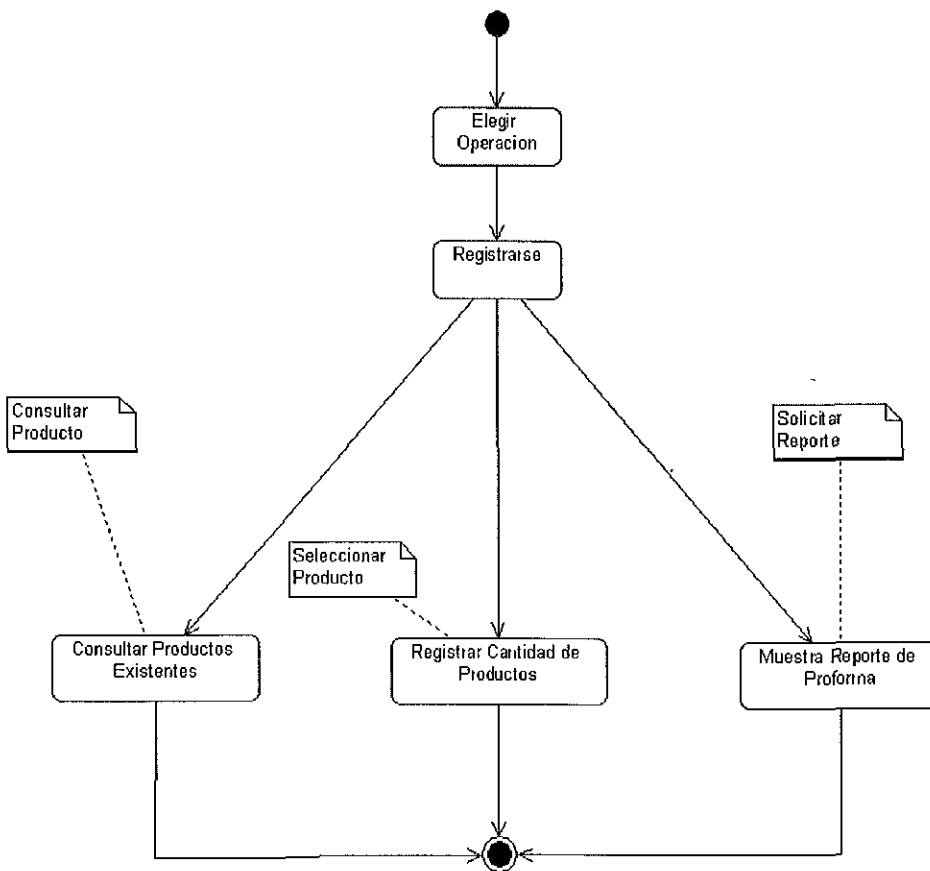 Elegir
Operacion
Registrarse
Consultar
Producto
Solicitar
Reporte
Seleccionar
Producto
Consultar Productos
Existentes
Registrar Cantidad de
Productos
Muestra Reporte de
Proforma